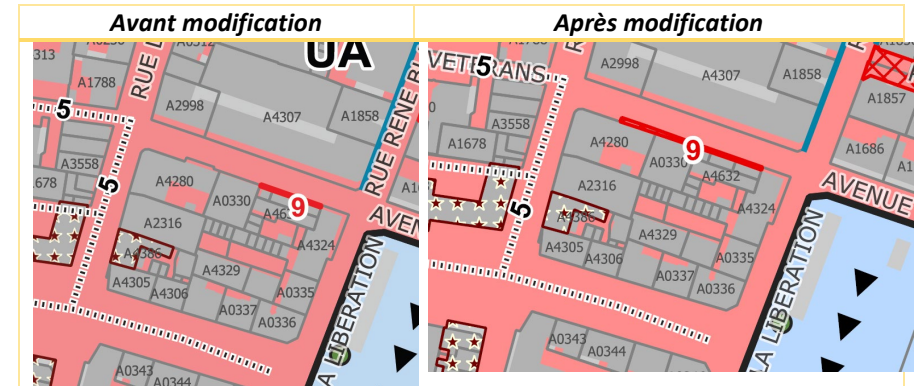 Avant modification
Après modification
313
A1788
RUE
UA
A2998
A4307
A1858
RUE RENE
5
A3558
5
A4280
A0330
9
A2316
A4324
AVEN
A4386
A4329
A4305
A4306
A0335
A0337
A0336
LIBERATION
A0343
A0344
VETERANS
5
A2998
A4307
A1858
A1857
A3558
A1678
A4280
A0330
9
A4632
A1686
AVENUE
A2316
A4324
5
A4386
A4329
A4305
A4306
A0335
A0337
A0336
LA LIBERATION
A0343
A0344